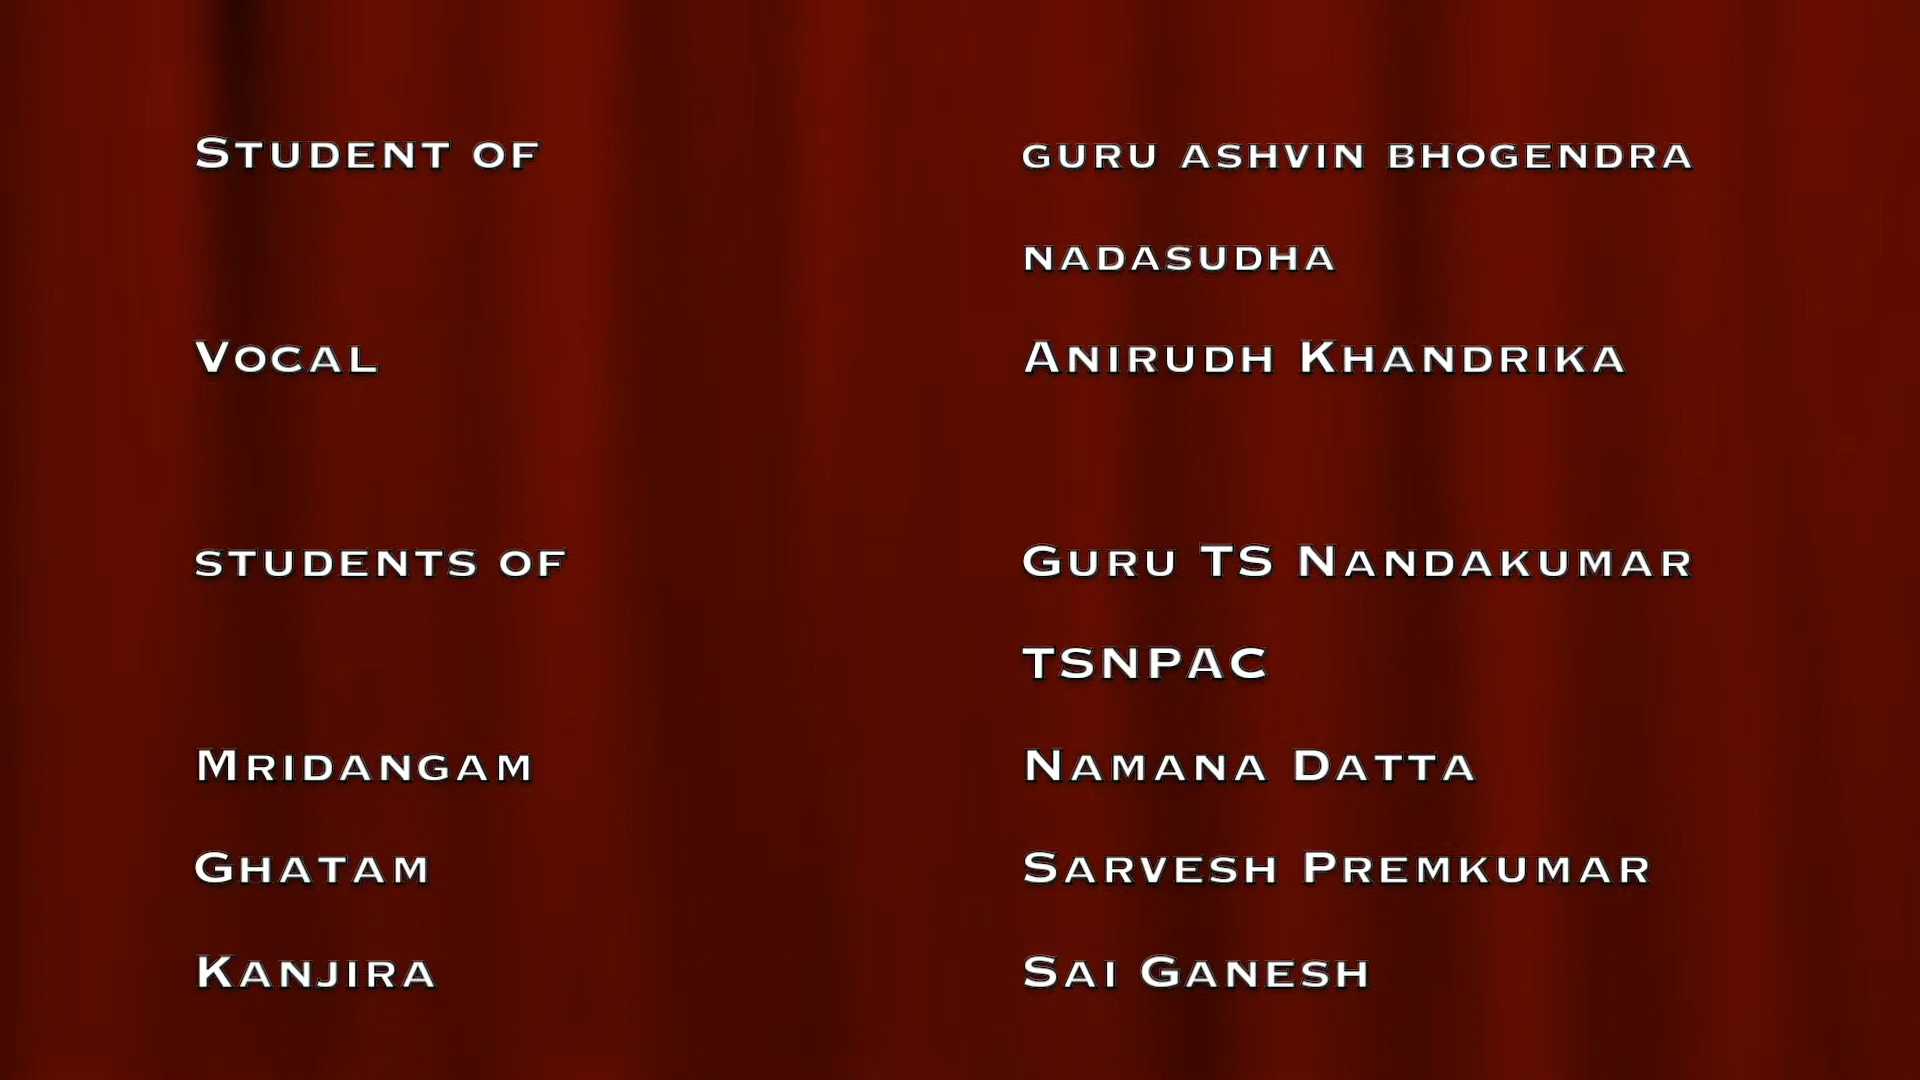 Student of Guru Ashvin Bhogendra
Nadasudha
Vocal Anirudh Khandrika
students of Guru TS Nandakumar
TSNPAC
Mridangam Namana Datta
Ghatam Sarvesh Premkumar
Kanjira Sai Ganesh